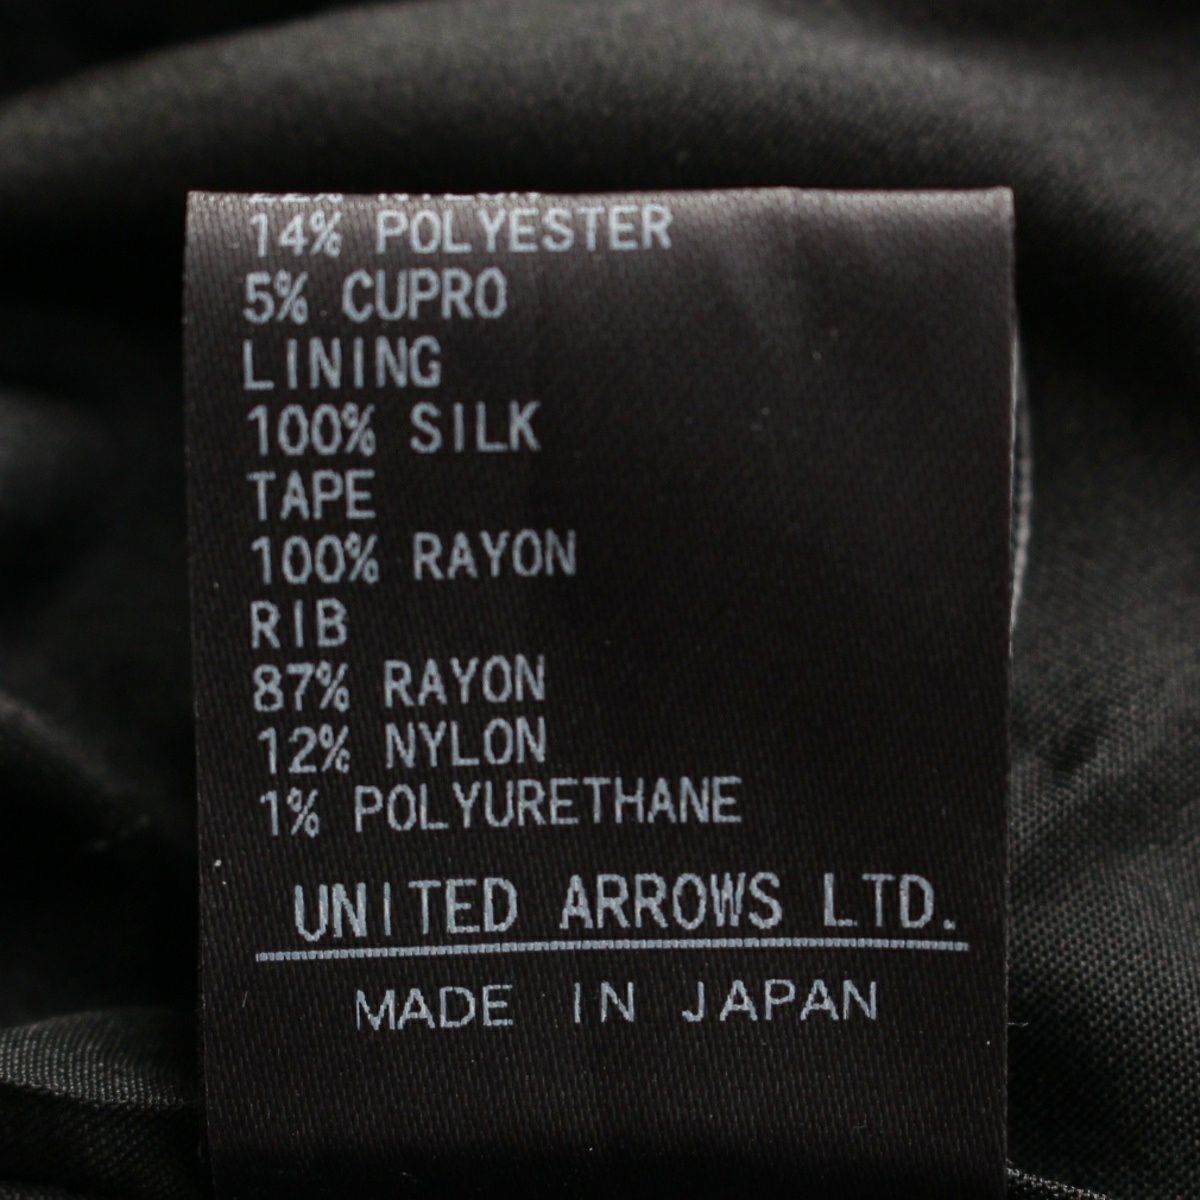 14% POLYESTER
5% CUPRO
LINING
100% SILK
TAPE
100% RAYON
RIB
87% RAYON
12% NYLON
1% POLYURETHANE
UNITED ARROWS LTD.
MADE IN JAPAN